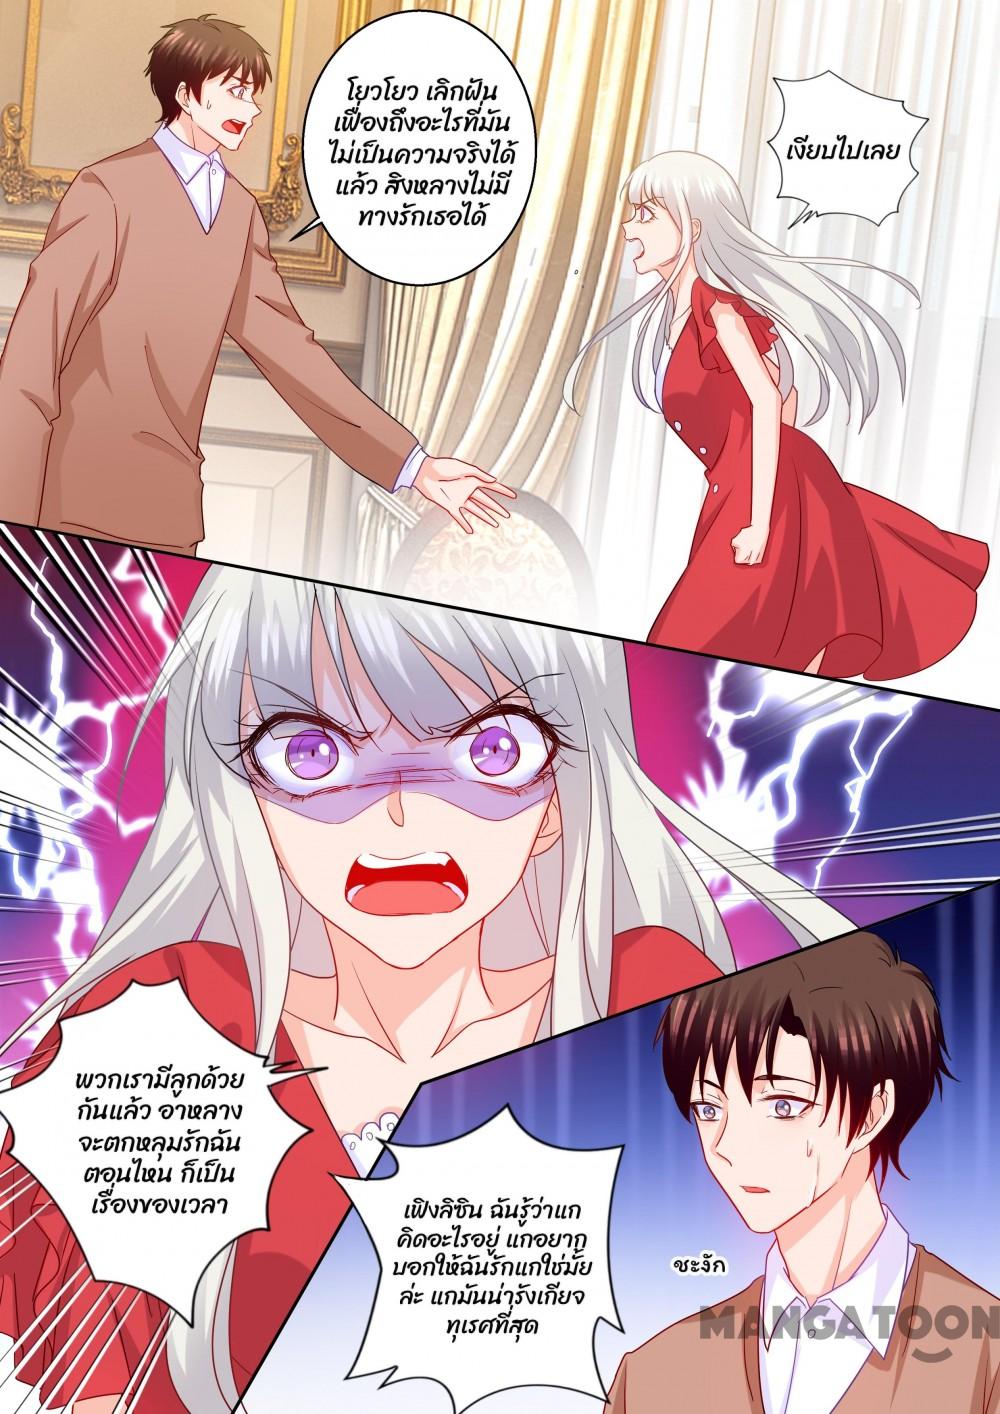 โยวโยว เลิกฝัน
เฟื่องถึงอะไรที่มัน
ไม่เป็นความจริงได้
แล้ว สิงหลางไม่มี
ทางรักเธอได้
เงียบไปเลย
พวกเรามีลูกด้วย
กันแล้ว อาหลาง
จะตกหลุมรักฉัน
ตอนไหน ก็เป็น
เรื่องของเวลา
เฟิงลิซิน ฉันรู้ว่าแก
คิดอะไรอยู่ แกอยาก
บอกให้ฉันรักแกใช่มั้ย
ล่ะ แกมันน่ารังเกียจ
ทุเรศที่สุด
ชะงัก
MANGATOON